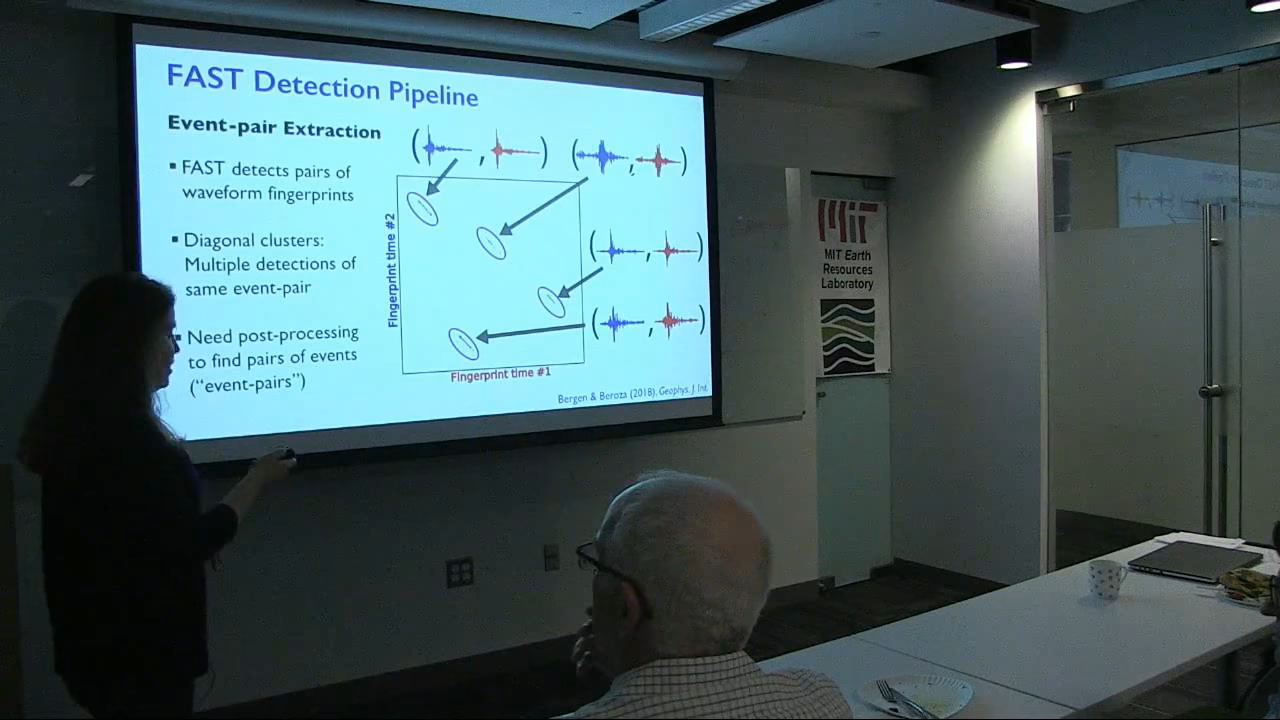 FAST Detection Pipeline
Event-pair Extraction
FAST detects pairs of
waveform fingerprints
Diagonal clusters:
Multiple detections of
same event-pair
Need post-processing
to find pairs of events
("event-pairs")
( , )
( , )
( , )
( , )
Fingerprint time #2
Fingerprint time #1
Bergen & Beroza (2018), Geophys. J. Int.
MIT
MIT Earth
Resources
Laboratory